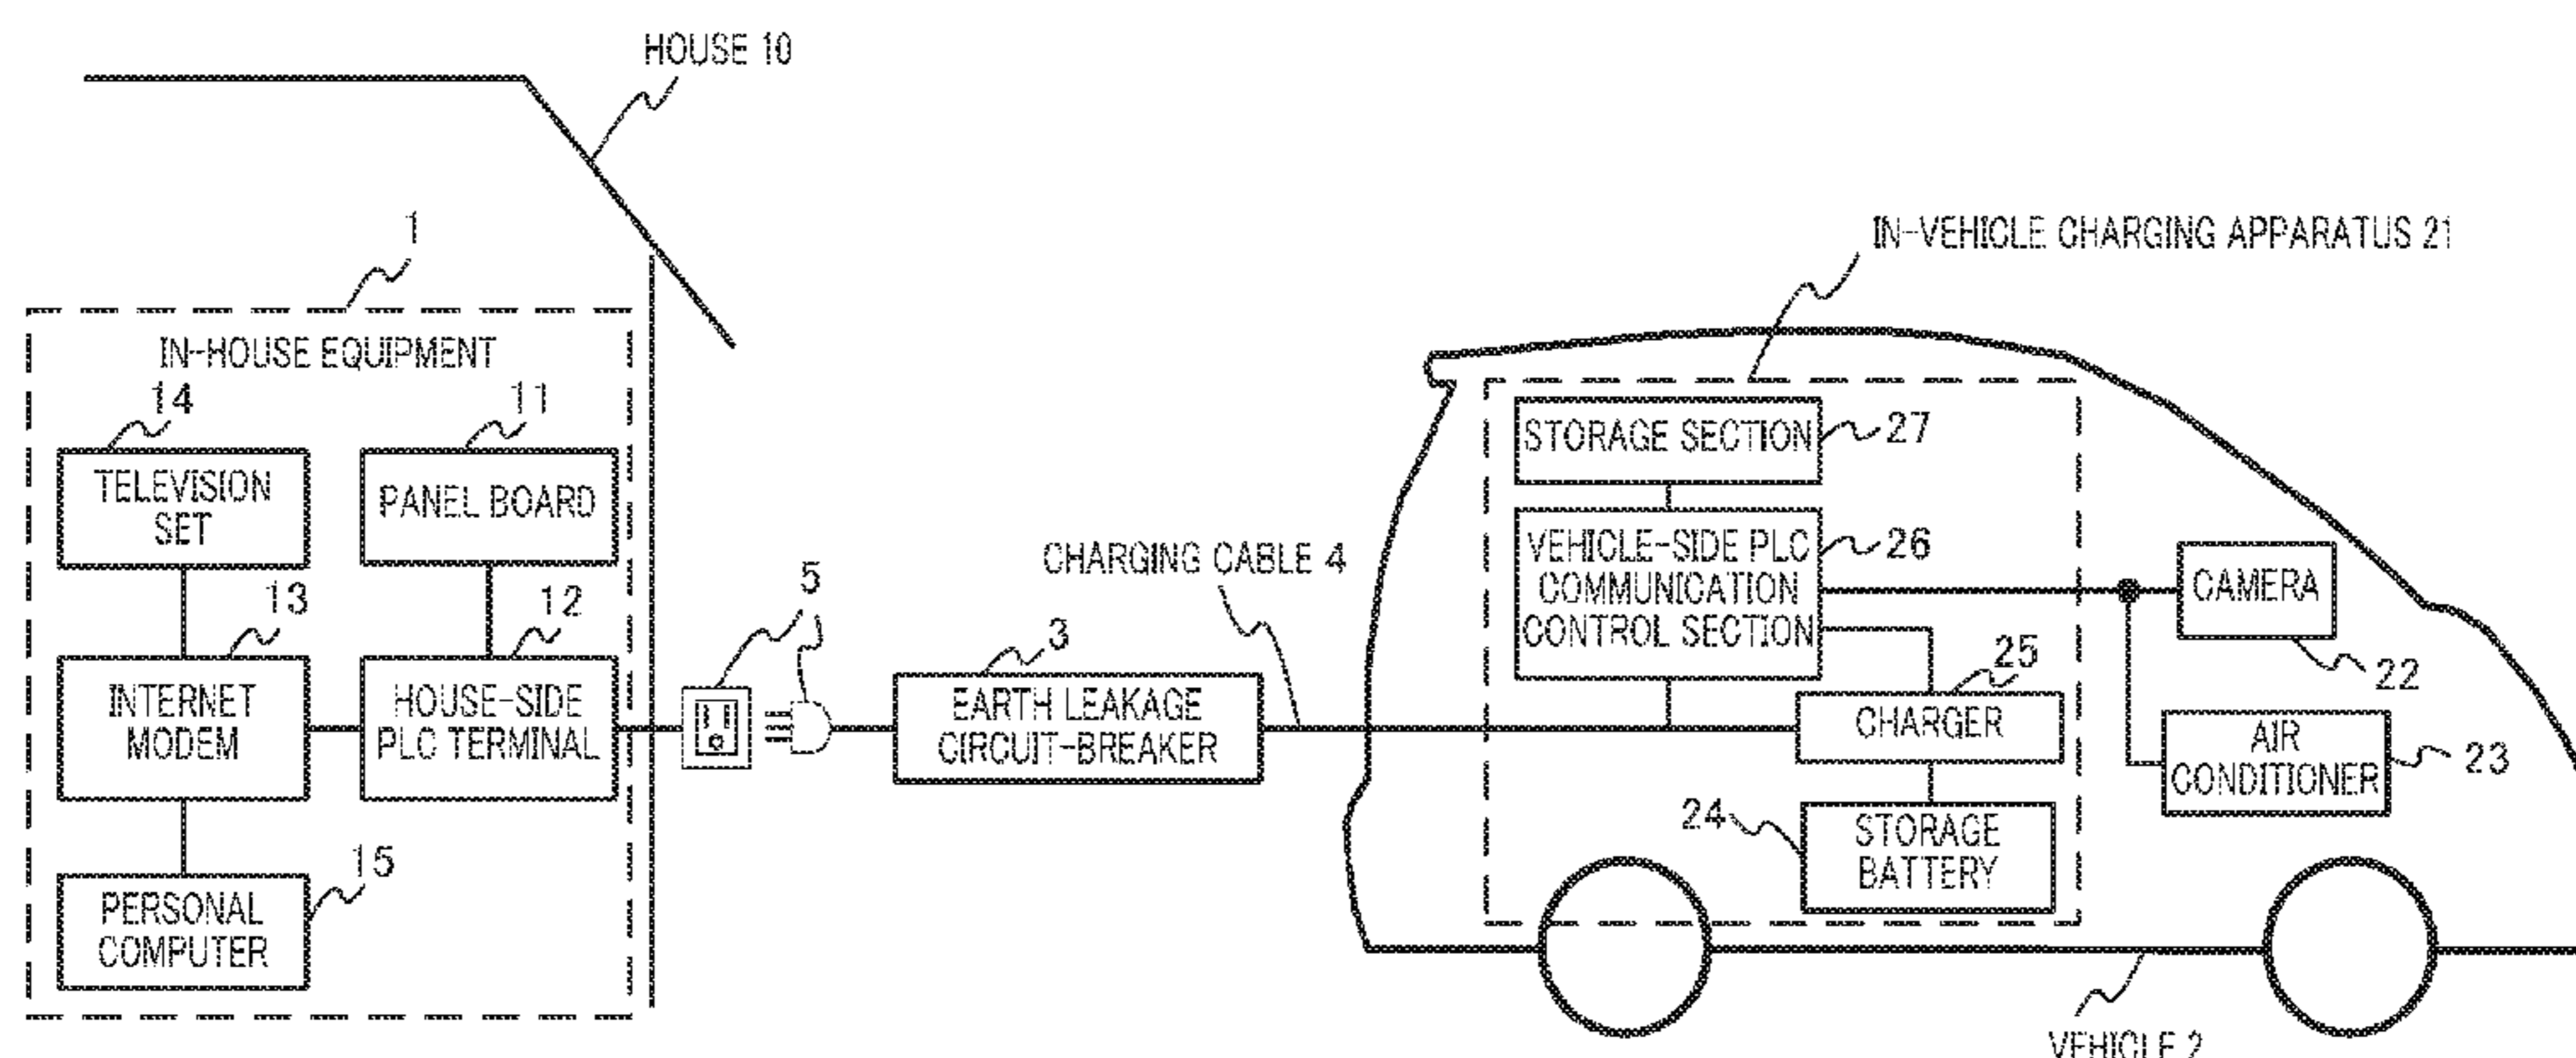 HOUSE 10
1
IN-VEHICLE CHARGING APPARATUS 21
IN-HOUSE EQUIPMENT
14
11
TELEVISION
SET
PANEL BOARD
13
12
INTERNET
MODEM
HOUSE-SIDE
PLC TERMINAL
15
PERSONAL
COMPUTER
5
3
EARTH LEAKAGE
CIRCUIT-BREAKER
CHARGING CABLE 4
STORAGE SECTION
27
VEHICLE-SIDE PLC
COMMUNICATION
CONTROL SECTION
26
25
CHARGER
24
STORAGE
BATTERY
CAMERA
22
AIR
CONDITIONER
23
VEHICLE 2